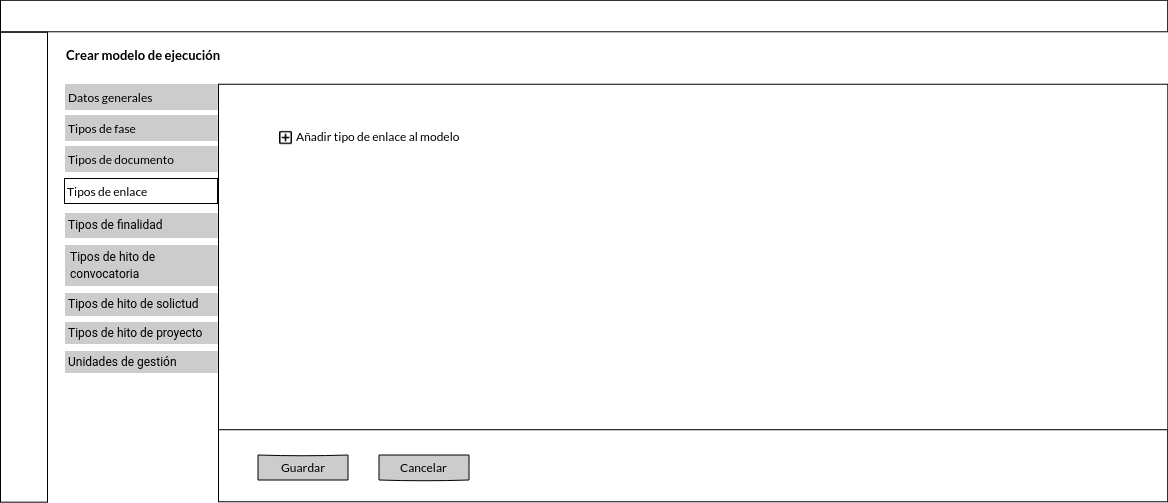 Crear modelo de ejecución
Datos generales
Tipos de fase
Tipos de documento
Tipos de enlace
Tipos de finalidad
Tipos de hito de
convocatoria
Tipos de hito de solictud
Tipos de hito de proyecto
Unidades de gestión
Añadir tipo de enlace al modelo
Guardar
Cancelar